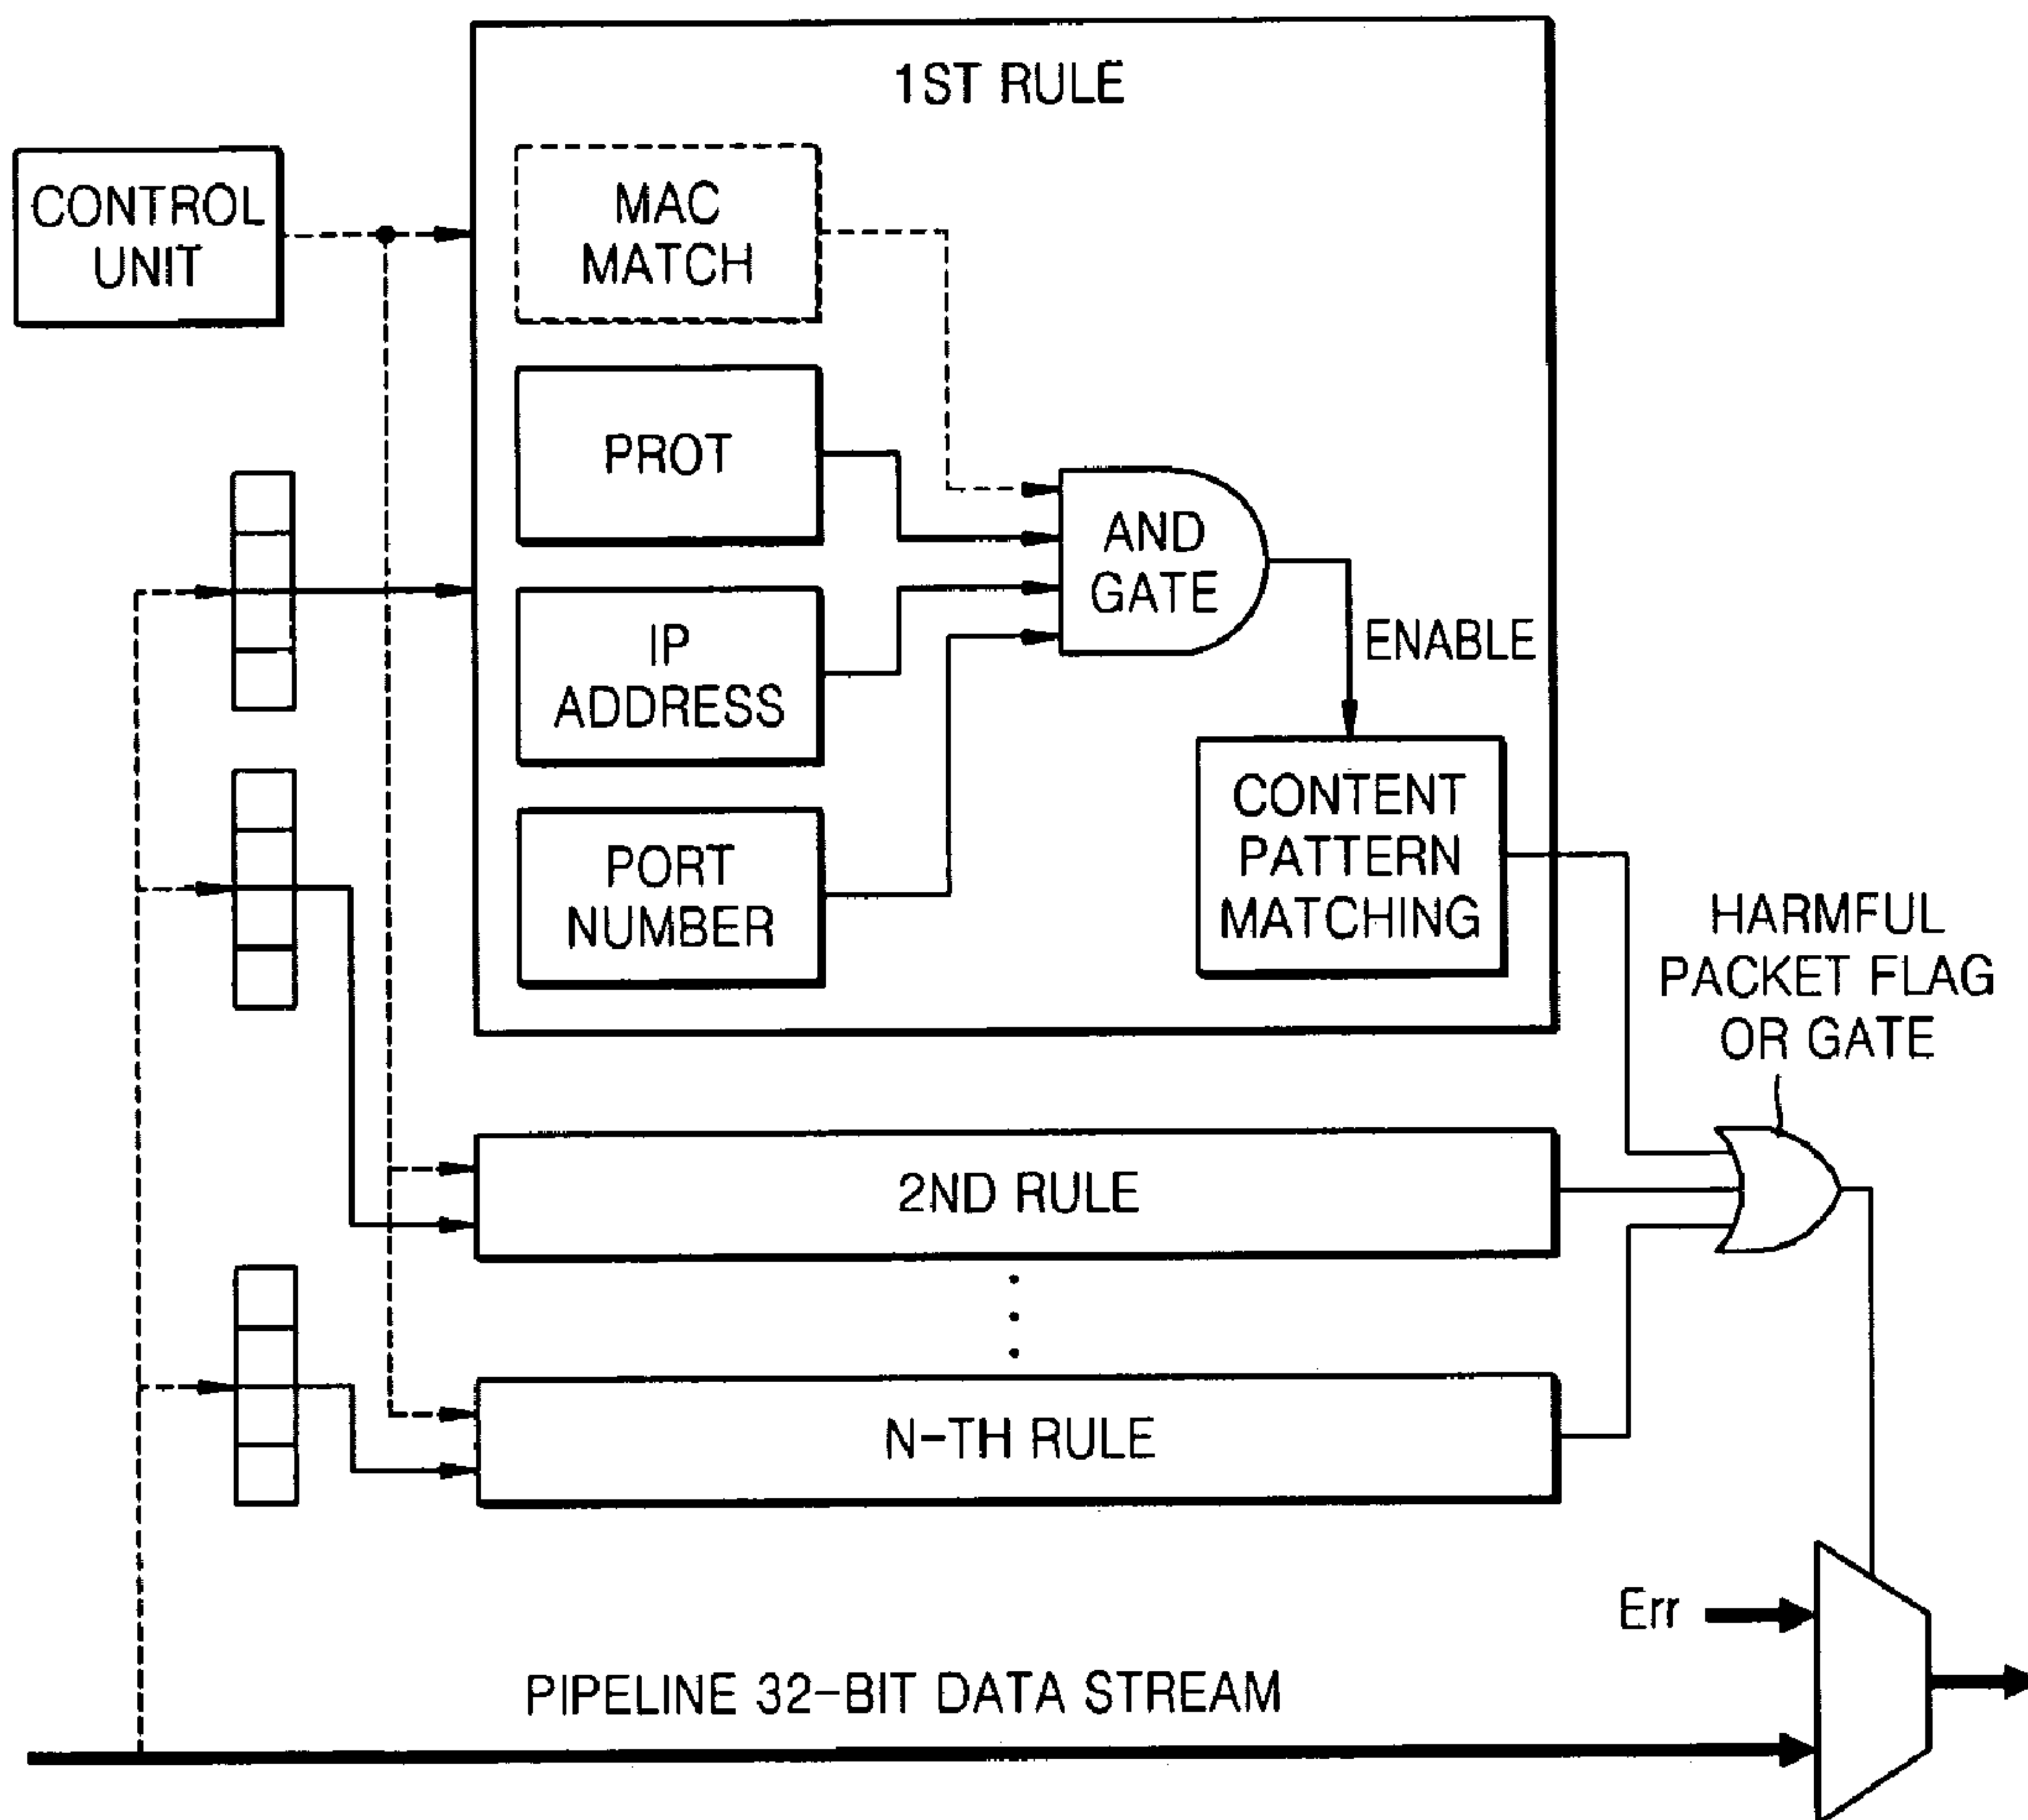 1ST RULE
CONTROL
UNIT
MAC
MATCH
PROT
AND
GATE
IP
ADDRESS
ENABLE
PORT
NUMBER
CONTENT
PATTERN
MATCHING
HARMFUL
PACKET FLAG
OR GATE
2ND RULE
N-TH RULE
Err
PIPELINE 32-BIT DATA STREAM